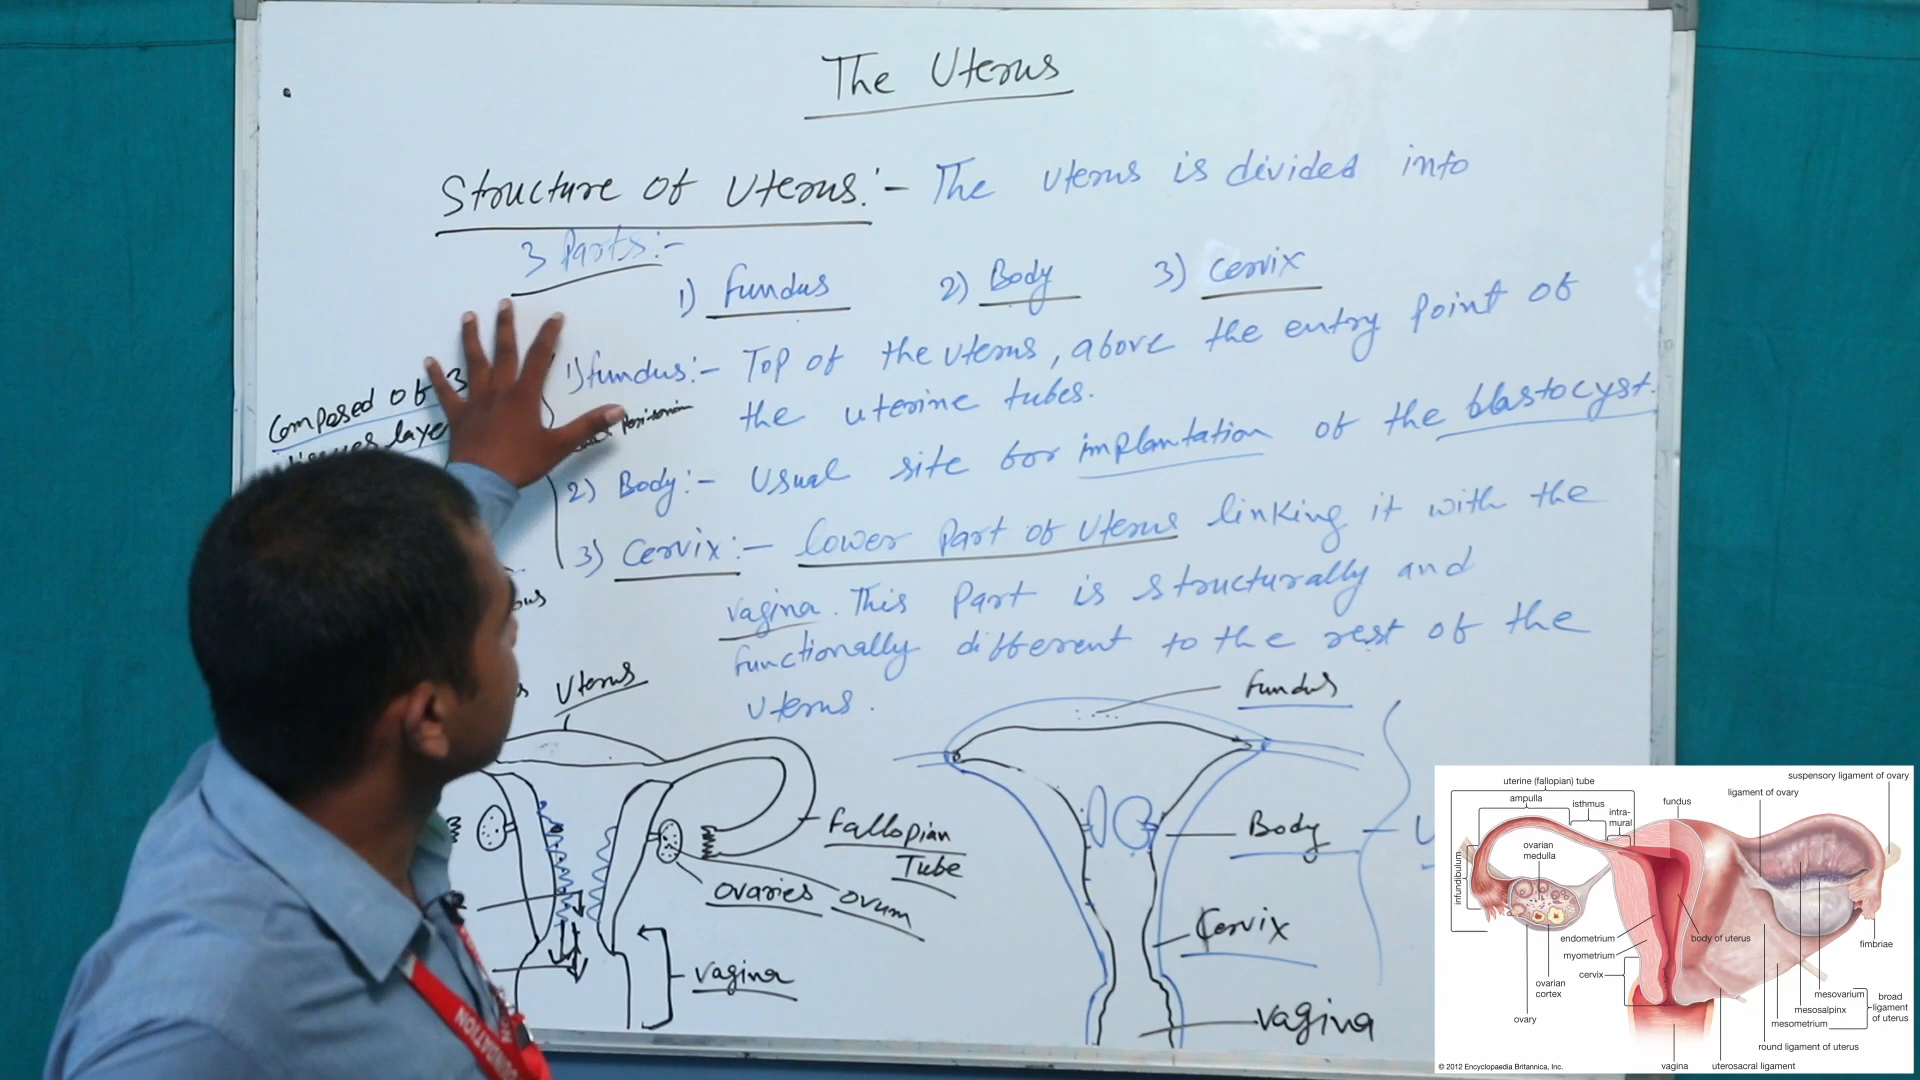 The Uterus
Structure of Uterus:- The uterus is divided into
3 Parts:-
1) fundus 2) Body 3) Cervix
1) fundus:- Top of the uterus, above the entry point of
the uterine tubes.
2) Body:- Usual site for implantation of the blastocyst.
3) Cervix:- lower part of uterus linking it with the
vagina. This Part is structurally and
functionally different to the rest of the
uterus.
Composed of 3
Uterus
Fallopian
Tube
ovaries ovum
vagina
fundus
Body
Cervix
vagina
uterine (fallopian) tube
ampulla
isthmus
intra-
mural
infundibulum
ovarian
medulla
fundus
ligament of ovary
suspensory ligament of ovary
endometrium
myometrium
cervix
body of uterus
ovarian
cortex
ovary
fimbriae
mesovarium
mesosalpinx
mesometrium
broad
ligament
of uterus
round ligament of uterus
vagina
uterosacral ligament
© 2012 Encyclopaedia Britannica, Inc.